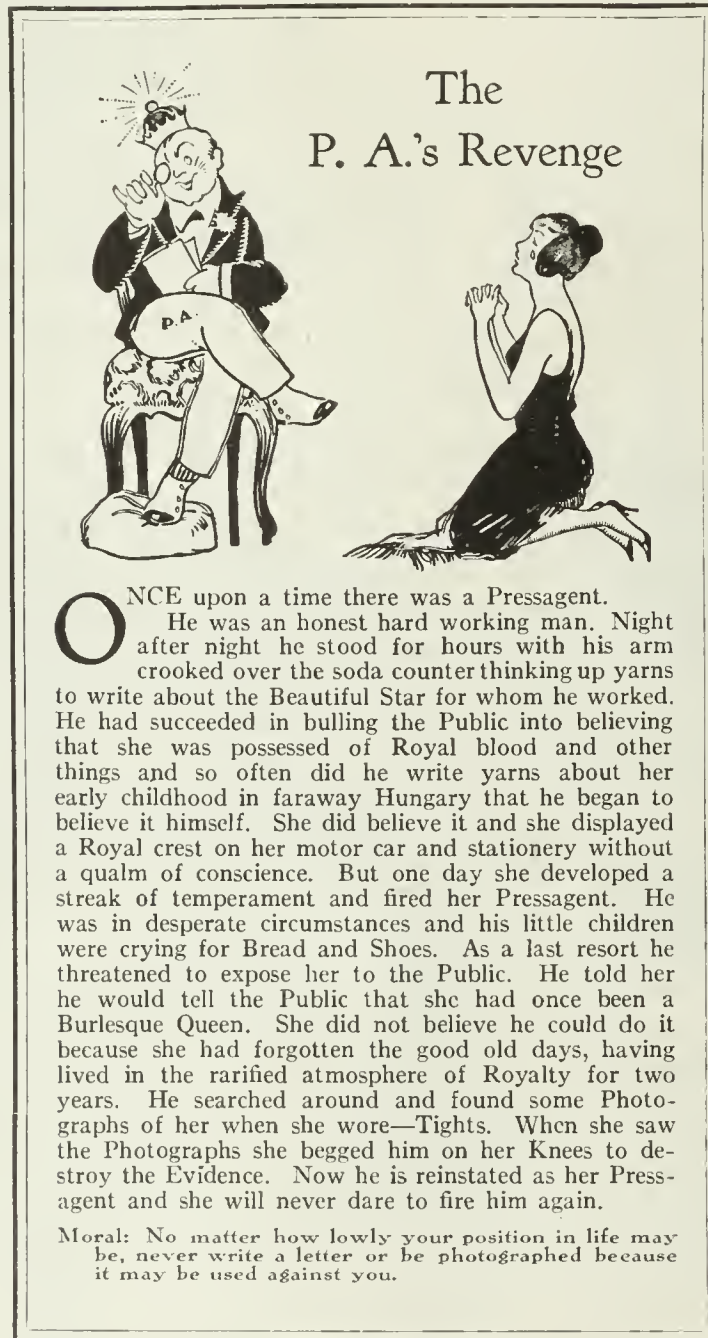 The
P. A.'s Revenge
P.A.
ONCE upon a time there was a Pressagent.
He was an honest hard working man. Night
after night he stood for hours with his arm
crooked over the soda counter thinking up yarns
to write about the Beautiful Star for whom he worked.
He had succeeded in bulling the Public into believing
that she was possessed of Royal blood and other
things and so often did he write yarns about her
early childhood in faraway Hungary that he began to
believe it himself. She did believe it and she displayed
a Royal crest on her motor car and stationery without
a qualm of conscience. But one day she developed a
streak of temperament and fired her Pressagent. He
was in desperate circumstances and his little children
were crying for Bread and Shoes. As a last resort he
threatened to expose her to the Public. He told her
he would tell the Public that she had once been a
Burlesque Queen. She did not believe he could do it
because she had forgotten the good old days, having
lived in the rarified atmosphere of Royalty for two
years. He searched around and found some Photo-
graphs of her when she wore—Tights. When she saw
the Photographs she begged him on her Knees to de-
stroy the Evidence. Now he is reinstated as her Press-
agent and she will never dare to fire him again.
Moral: No matter how lowly your position in life may
be, never write a letter or be photographed because
it may be used against you.